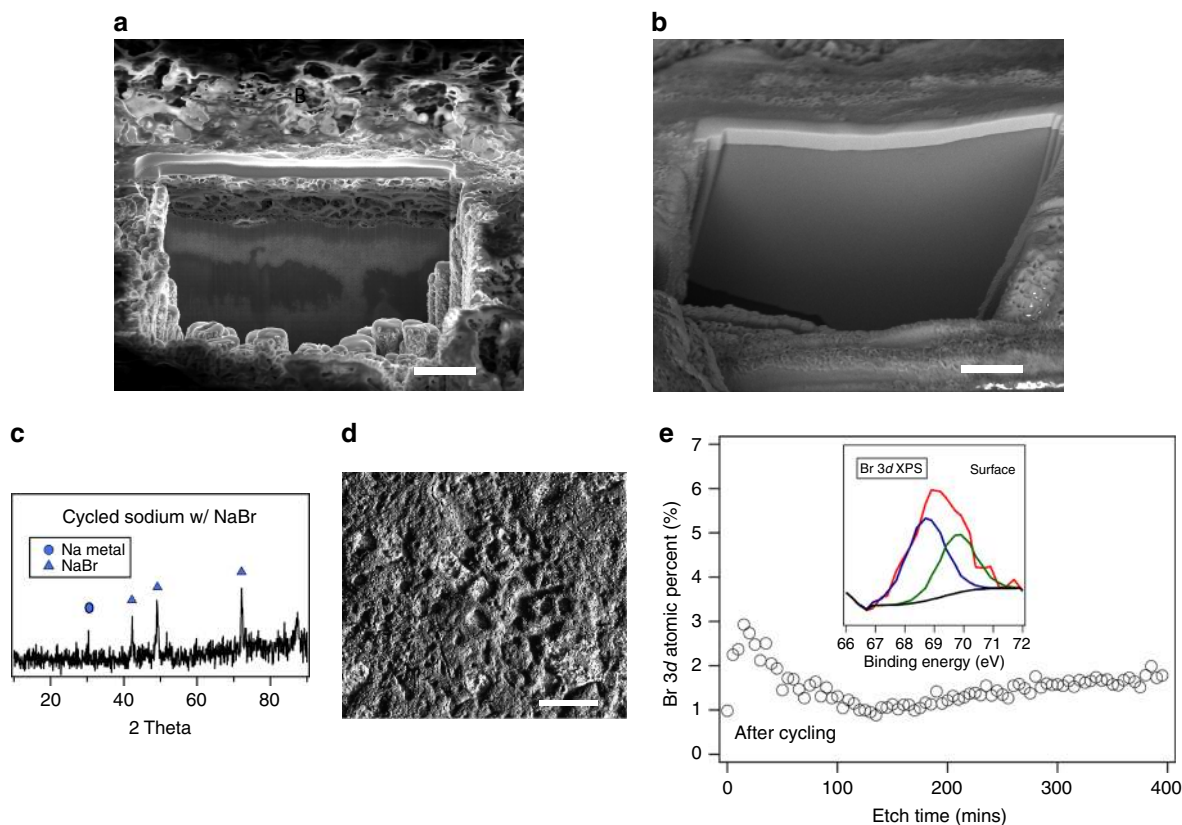 a
b
B
c
d
e
Cycled sodium w/ NaBr
Na metal
NaBr
20 40 60 80
2 Theta
7
6
5
4
3
2
1
0
Br 3d atomic percent (%)
Br 3d XPS
Surface
66 67 68 69 70 71 72
Binding energy (eV)
After cycling
0 100 200 300 400
Etch time (mins)